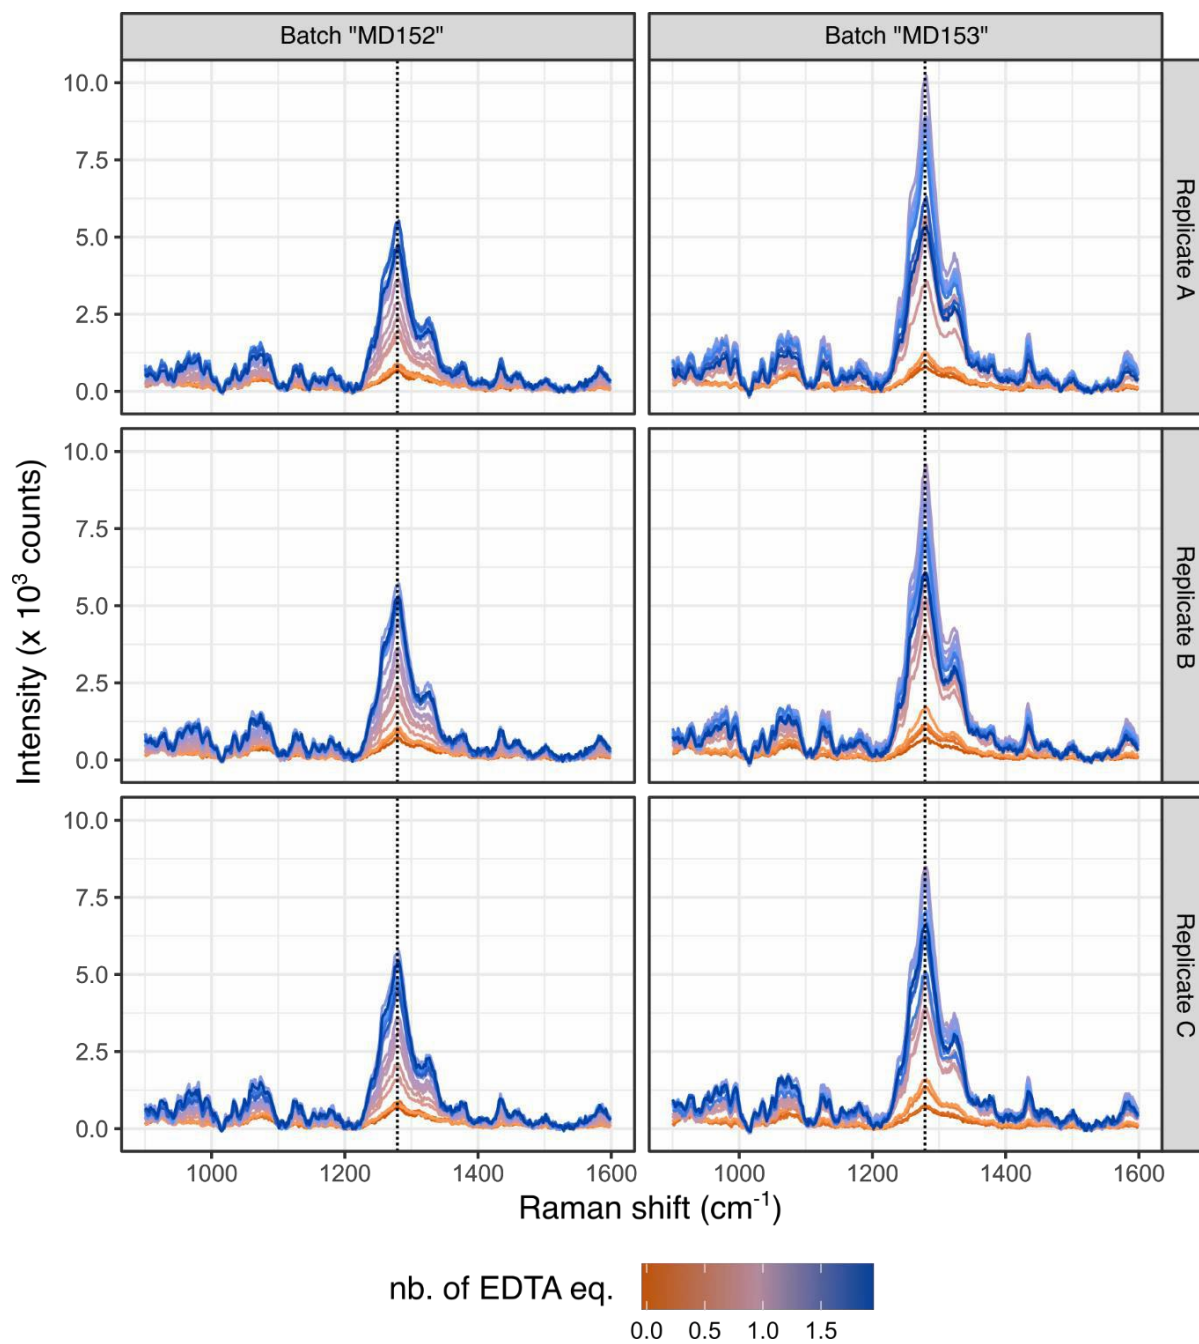 Batch "MD152"
Batch "MD153"
10.0
7.5
5.0
2.5
0.0
Replicate A
10.0
7.5
5.0
2.5
0.0
Replicate B
10.0
7.5
5.0
2.5
0.0
Replicate C
Intensity (x 10³ counts)
1000 1200 1400 1600
1000 1200 1400 1600
Raman shift (cm⁻¹)
nb. of EDTA eq.
0.0 0.5 1.0 1.5